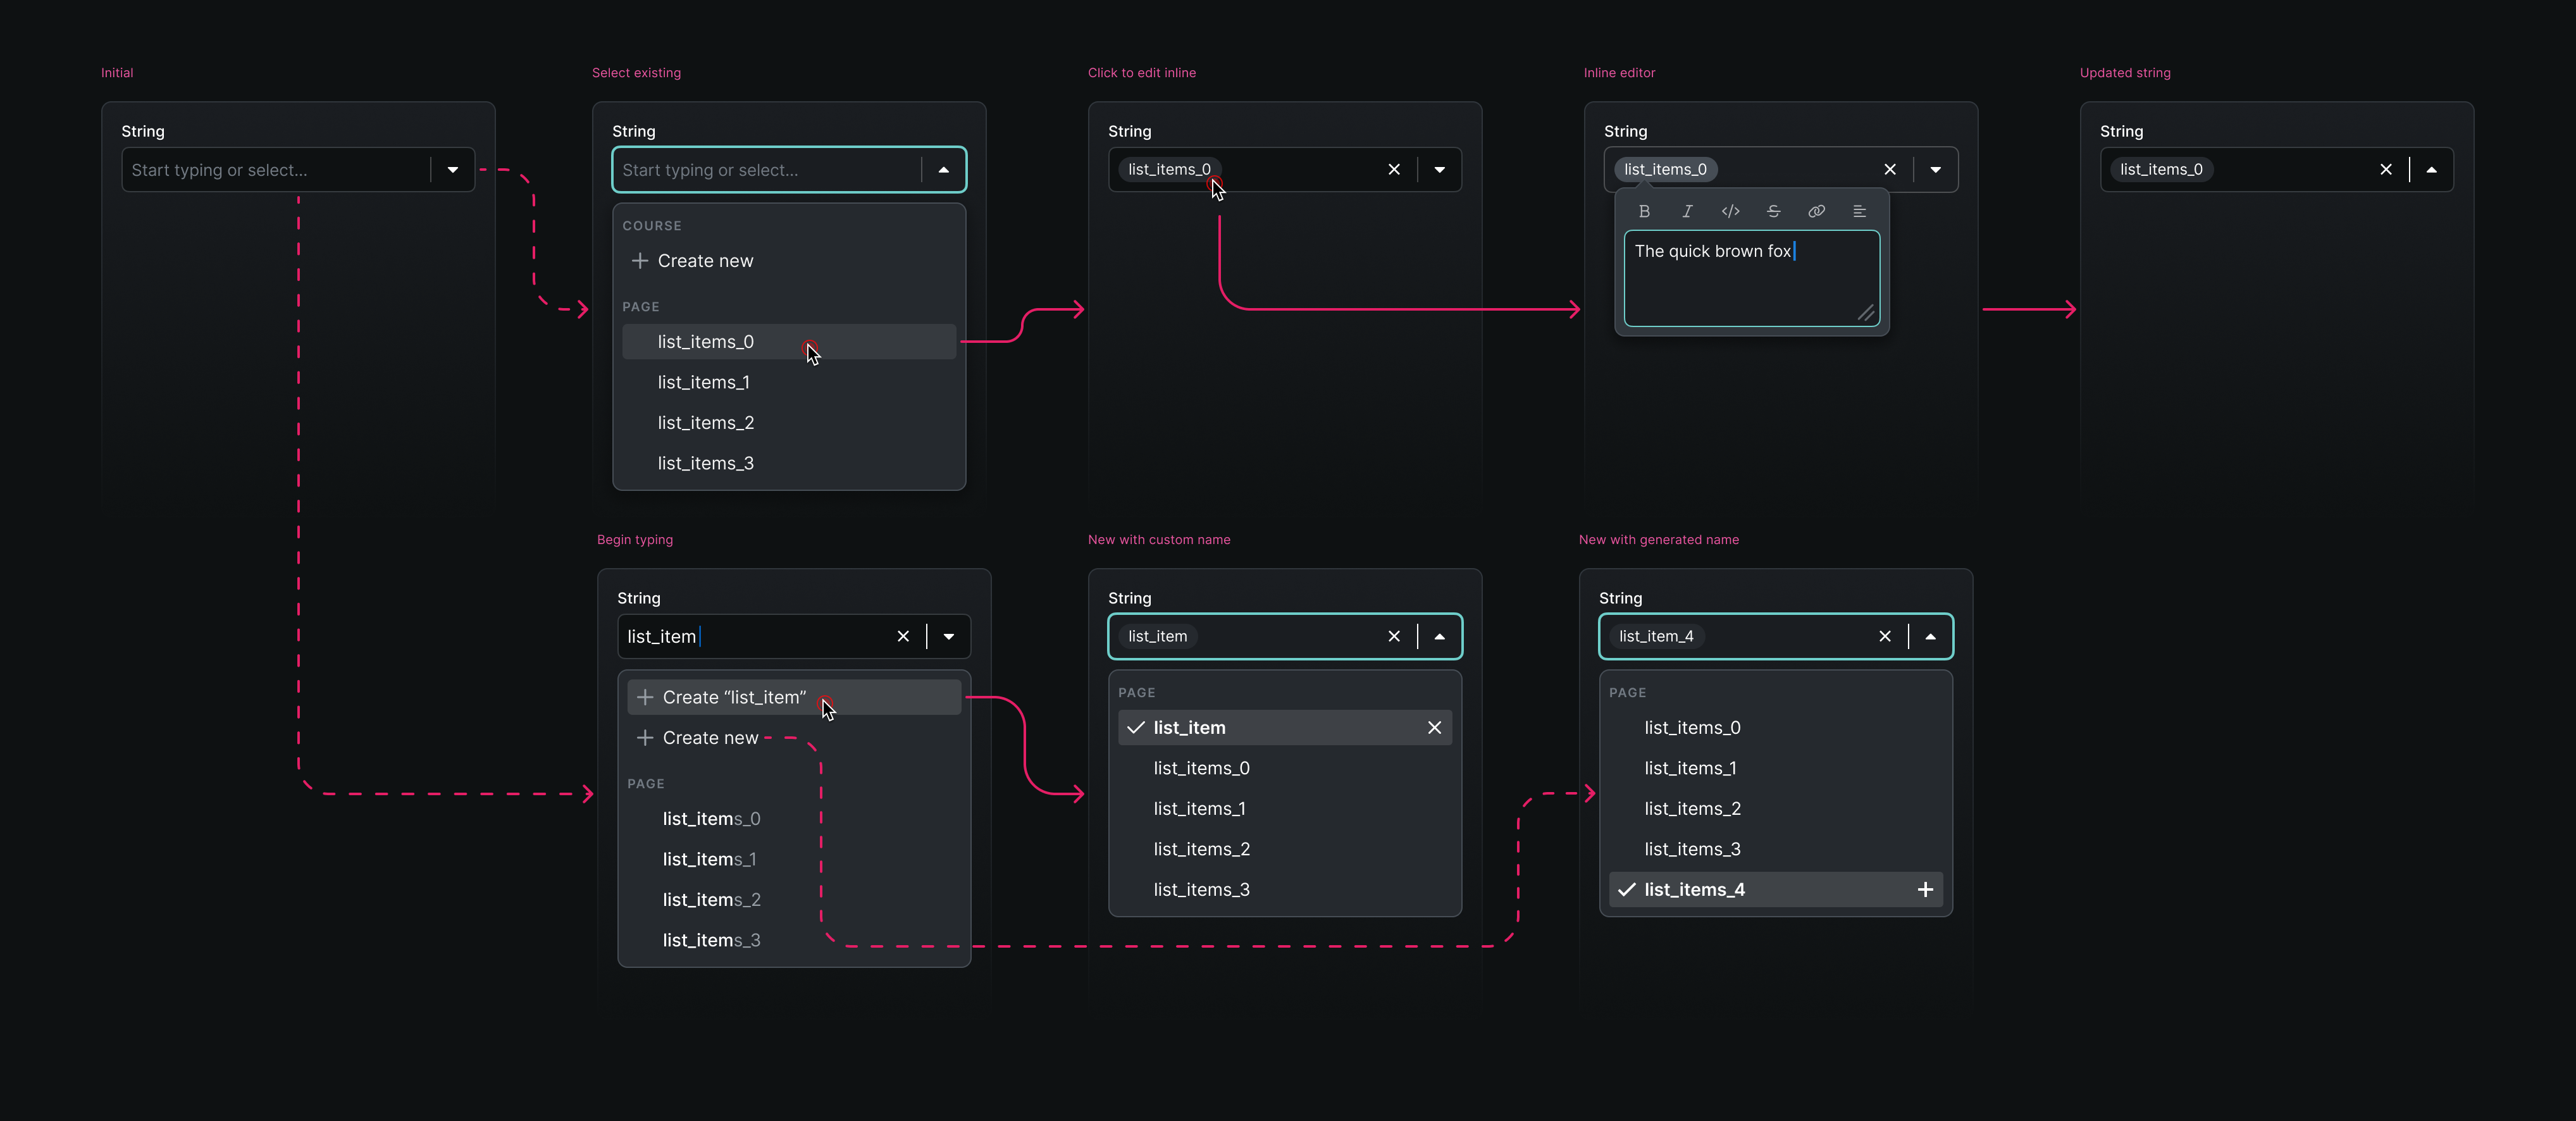 Initial
Select existing
Click to edit inline
Inline editor
Updated string
String
Start typing or select...
String
Start typing or select...
COURSE
Create new
PAGE
list_items_0
list_items_1
list_items_2
list_items_3
String
list_items_0
String
list_items_0
B I </> S
The quick brown fox
String
list_items_0
Begin typing
New with custom name
New with generated name
String
list_item
Create “list_item”
Create new
PAGE
list_items_0
list_items_1
list_items_2
list_items_3
String
list_item
PAGE
list_item
list_items_0
list_items_1
list_items_2
list_items_3
String
list_item_4
PAGE
list_items_0
list_items_1
list_items_2
list_items_3
list_items_4